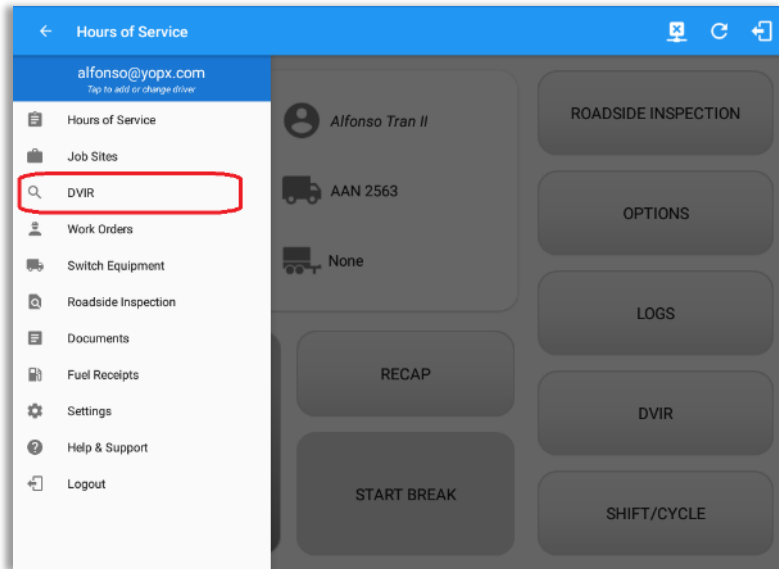 Hours of Service
alfonso@yopx.com
Tap to add or change driver
Hours of Service
Job Sites
DVIR
Work Orders
Switch Equipment
Roadside Inspection
Documents
Fuel Receipts
Settings
Help & Support
Logout
Alfonso Tran II
AAN 2563
None
RECAP
START BREAK
ROADSIDE INSPECTION
OPTIONS
LOGS
DVIR
SHIFT/CYCLE